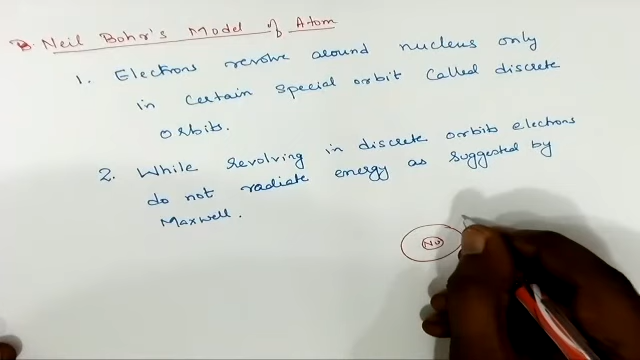 B. Neil Bohr's Model of Atom
1. Electrons revolve around nucleus only
in certain special orbit called discrete
orbits.
2. While revolving in discrete orbits electrons
do not radiate energy as suggested by
Maxwell.
Nu